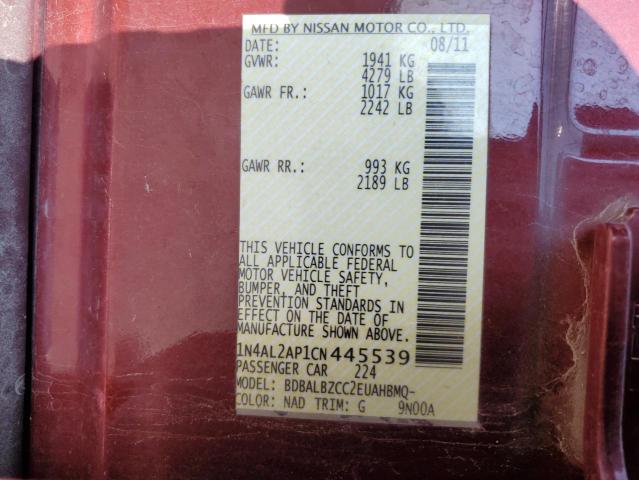 MFD BY NISSAN MOTOR CO., LTD.
DATE: 08/11
GVWR: 1941 KG
4279 LB
GAWR FR.: 1017 KG
2242 LB
GAWR RR.: 993 KG
2189 LB
THIS VEHICLE CONFORMS TO
ALL APPLICABLE FEDERAL
MOTOR VEHICLE SAFETY,
BUMPER, AND THEFT
PREVENTION STANDARDS IN
EFFECT ON THE DATE OF
MANUFACTURE SHOWN ABOVE.
1N4AL2AP1CN445539
PASSENGER CAR 224
MODEL: BDBALBZCC2EUAHBMQ-
COLOR: NAD TRIM: G 9N00A